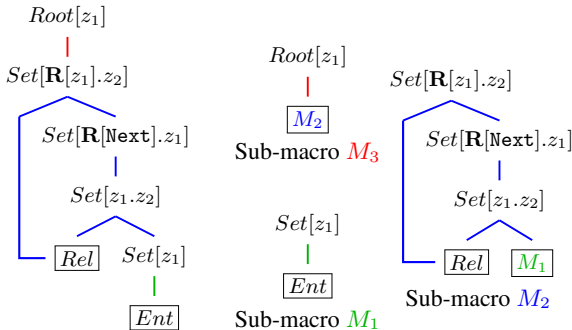 Root[z₁]
Set[R[z₁].z₂]
Set[R[Next].z₁]
Set[z₁.z₂]
Rel
Set[z₁]
Ent
Root[z₁]
M₂
Sub-macro M₃
Set[z₁]
Ent
Sub-macro M₁
Set[R[z₁].z₂]
Set[R[Next].z₁]
Set[z₁.z₂]
Rel
M₁
Sub-macro M₂